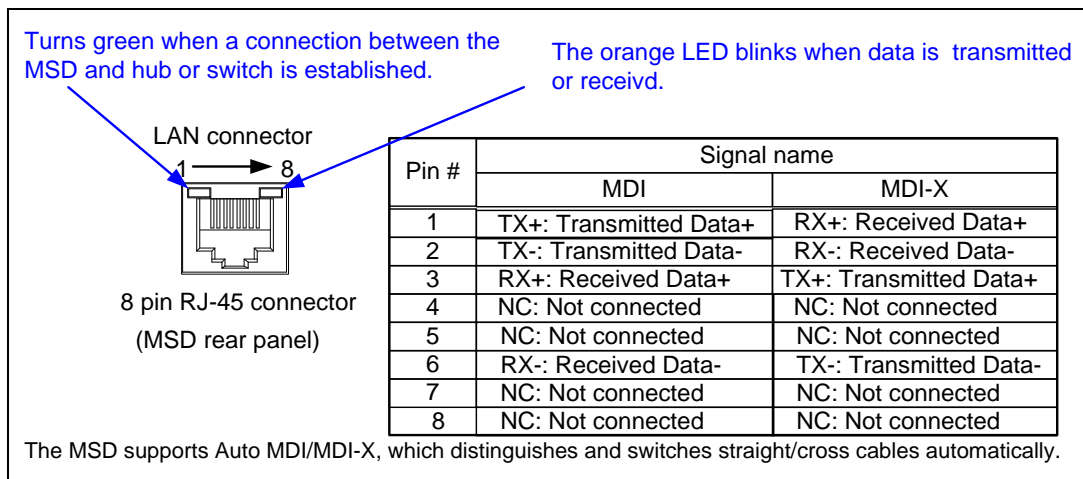 Turns green when a connection between the
MSD and hub or switch is established.
The orange LED blinks when data is transmitted
or receivd.
LAN connector
1 8
8 pin RJ-45 connector
(MSD rear panel)
Pin # Signal name
MDI MDI-X
1 TX+: Transmitted Data+ RX+: Received Data+
2 TX-: Transmitted Data- RX-: Received Data-
3 RX+: Received Data+ TX+: Transmitted Data+
4 NC: Not connected NC: Not connected
5 NC: Not connected NC: Not connected
6 RX-: Received Data- TX-: Transmitted Data-
7 NC: Not connected NC: Not connected
8 NC: Not connected NC: Not connected
The MSD supports Auto MDI/MDI-X, which distinguishes and switches straight/cross cables automatically.